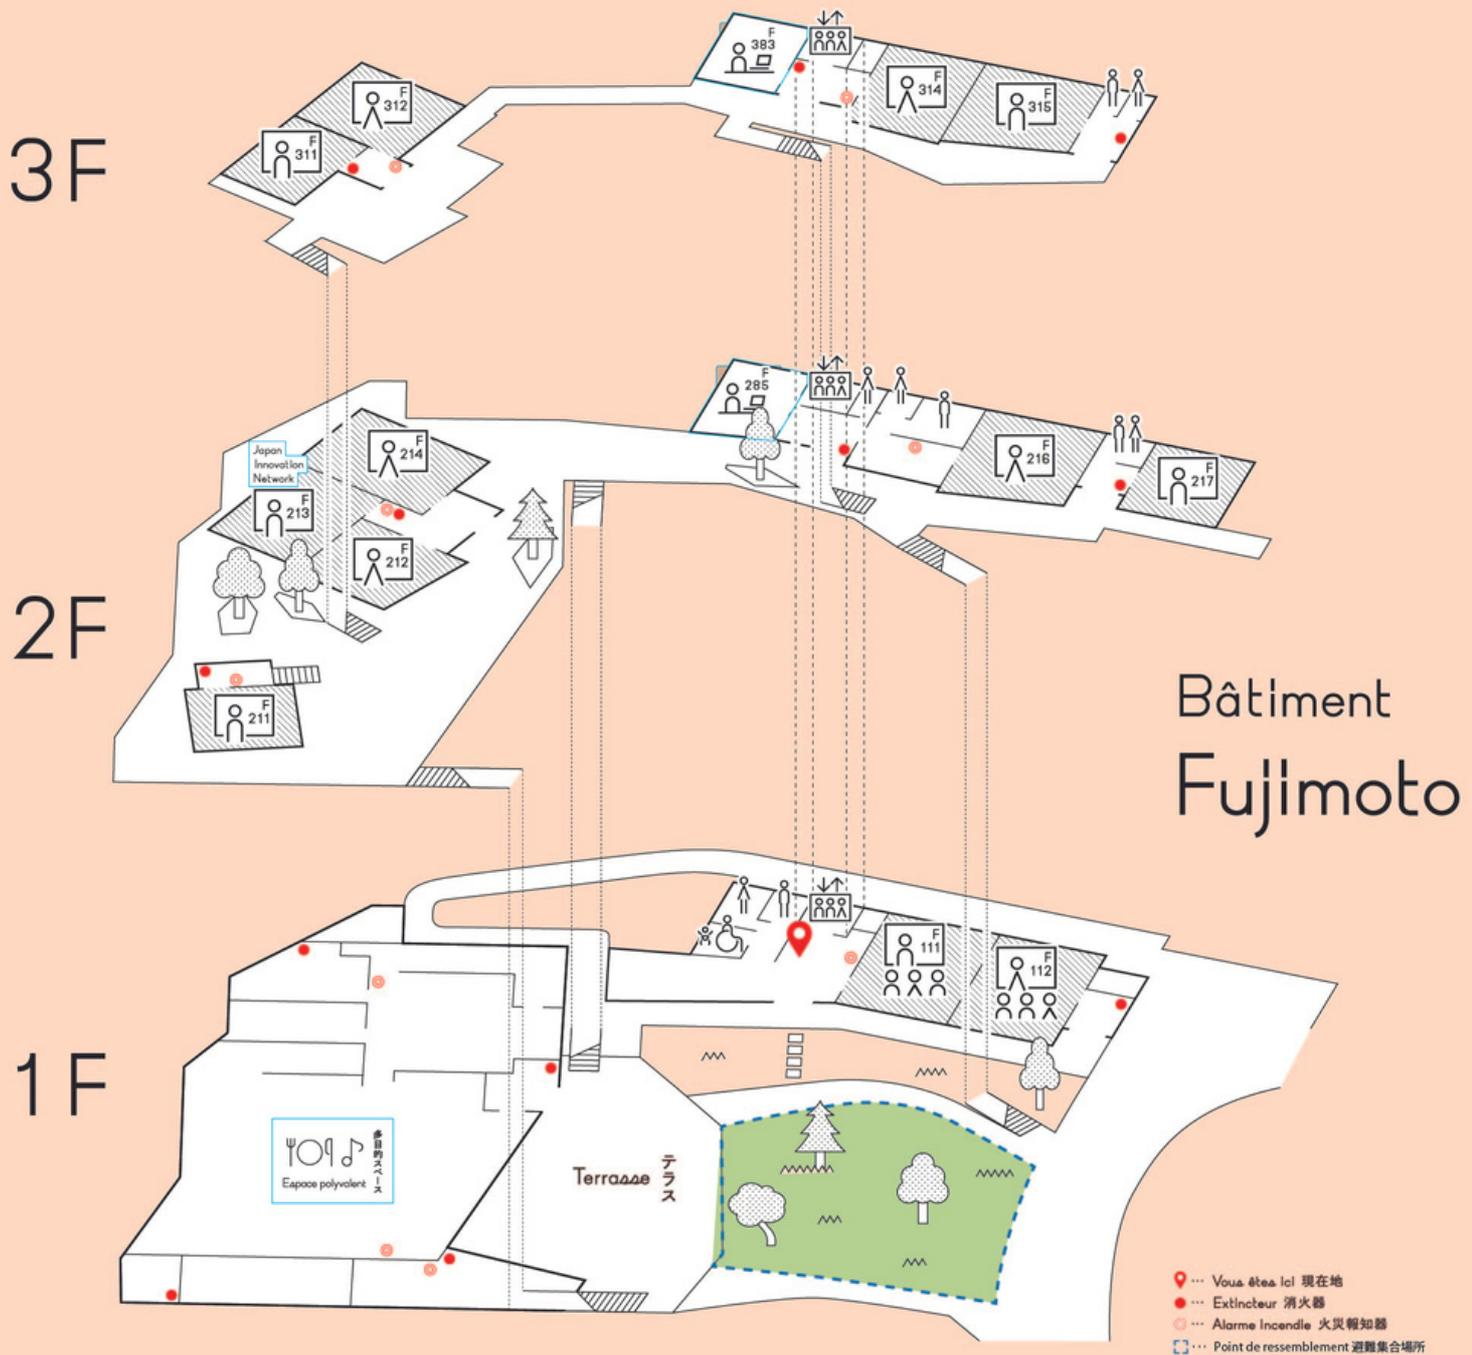 3F
F
383
F
314
F
315
F
312
F
311
2F
F
285
F
216
F
217
Japan
Innovation
Network
F
214
F
213
F
212
F
211
Bâtiment
Fujimoto
1F
F
111
F
112
多目的スペース
Espace polyvalent
Terrasse
テラス
… Vous êtes Ici 現在地
… Extincteur 消火器
… Alarme Incendie 火災報知器
… Point de ressemblement 避難集合場所